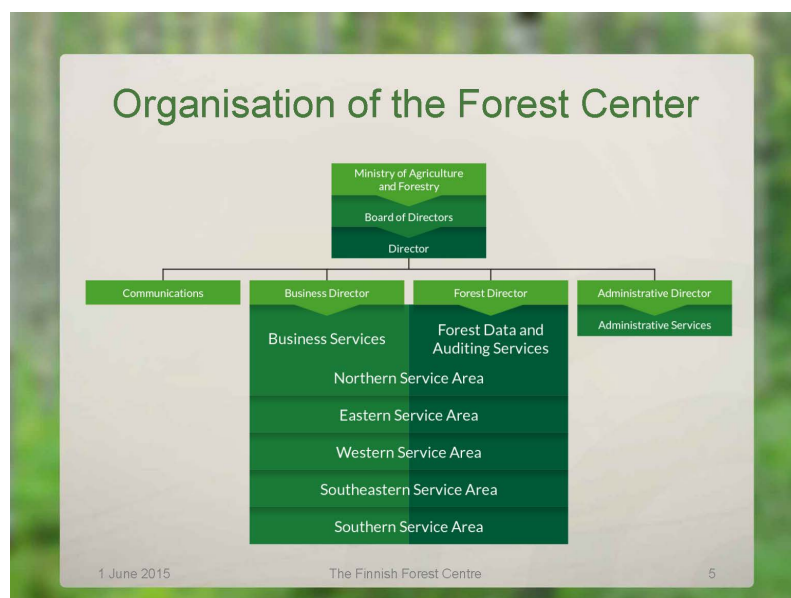 Organisation of the Forest Center
Ministry of Agriculture
and Forestry
Board of Directors
Director
Communications
Business Director
Forest Director
Administrative Director
Business Services
Forest Data and
Auditing Services
Administrative Services
Northern Service Area
Eastern Service Area
Western Service Area
Southeastern Service Area
Southern Service Area
1 June 2015
The Finnish Forest Centre
5